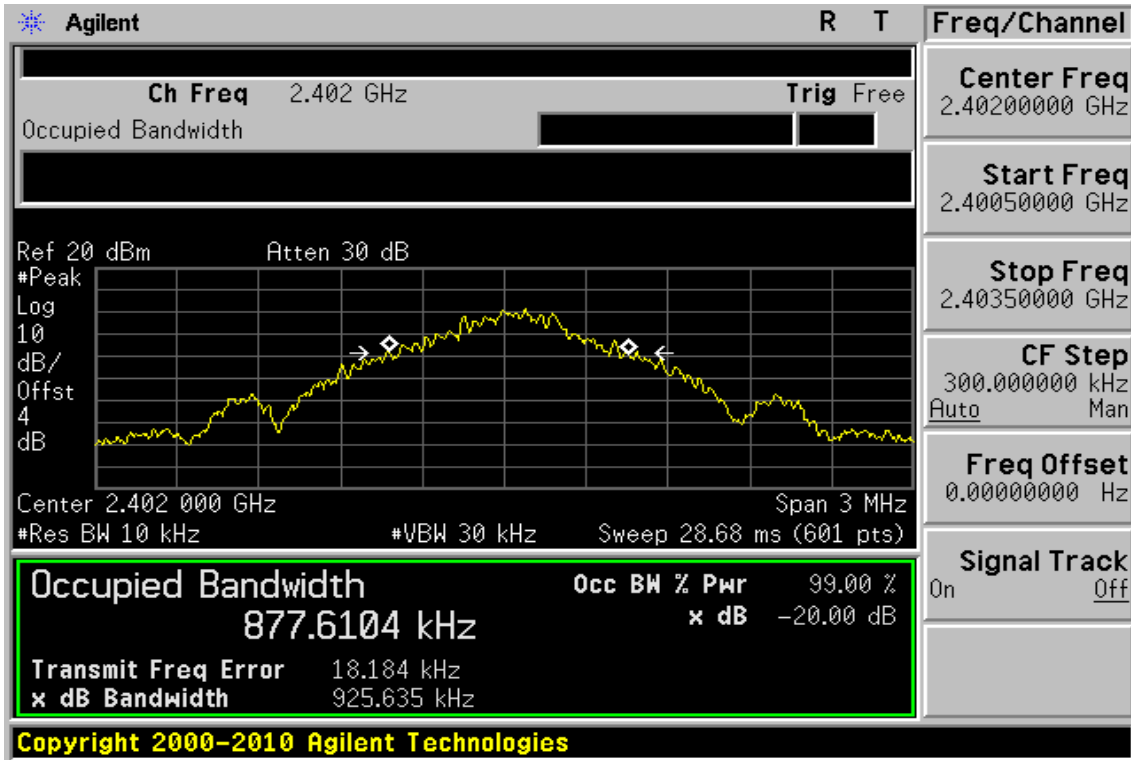 Agilent R T
Ch Freq 2.402 GHz Trig Free
Occupied Bandwidth
Ref 20 dBm Atten 30 dB
#Peak
Log
10
dB/
Offst
4
dB
Center 2.402 000 GHz Span 3 MHz
#Res BW 10 kHz #VBW 30 kHz Sweep 28.68 ms (601 pts)
Occupied Bandwidth
877.6104 kHz
Occ BW % Pwr 99.00 %
x dB -20.00 dB
Transmit Freq Error 18.184 kHz
x dB Bandwidth 925.635 kHz
Copyright 2000-2010 Agilent Technologies
Freq/Channel
Center Freq
2.40200000 GHz
Start Freq
2.40050000 GHz
Stop Freq
2.40350000 GHz
CF Step
300.000000 kHz
Auto Man
Freq Offset
0.00000000 Hz
Signal Track
On Off